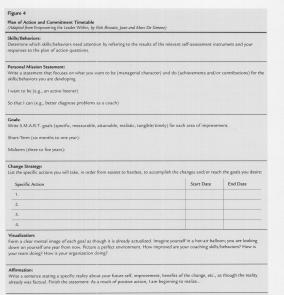 Figure 4
Plan of Action and Commitment Timetable
(Adapted from Empowering the Leader Within, by Kirk Brewer, Joan and Marc De Simone)
Skills/Behaviors:
Determine which skills/behaviors need attention by referring to the results of the relevant self-assessment instruments and your
responses to the plan of action questions.
Personal Mission Statement:
Write a statement that focuses on what you want to be (managerial character) and do (achievements and/or contributions) for the
skills/behaviors you are developing.
I want to be (e.g., an active listener)
So that I can (e.g., better diagnose problems as a coach)
Goals:
Write S.M.A.R.T. goals (specific, measurable, attainable, realistic, tangible/timely) for each area of improvement.
Short-Term (six months to one year):
Midterm (three to five years):
Change Strategy:
List the specific actions you will take, in order from easiest to hardest, to accomplish the changes and/or reach the goals you desire:
Specific Action Start Date End Date
1.
2.
3.
4.
Visualization:
Form a clear mental image of each goal as though it is already actualized. Imagine yourself in a hot-air balloon; you are looking
down on yourself one year from now. Picture a perfect environment. How improved are your coaching skills/behaviors? How is
your team doing? How is your organization doing?
Affirmation:
Write a sentence stating a specific reality about your future self, improvement, benefits of the change, etc., as though the reality
already was factual. Finish the statement: As a result of positive action, I am beginning to realize...